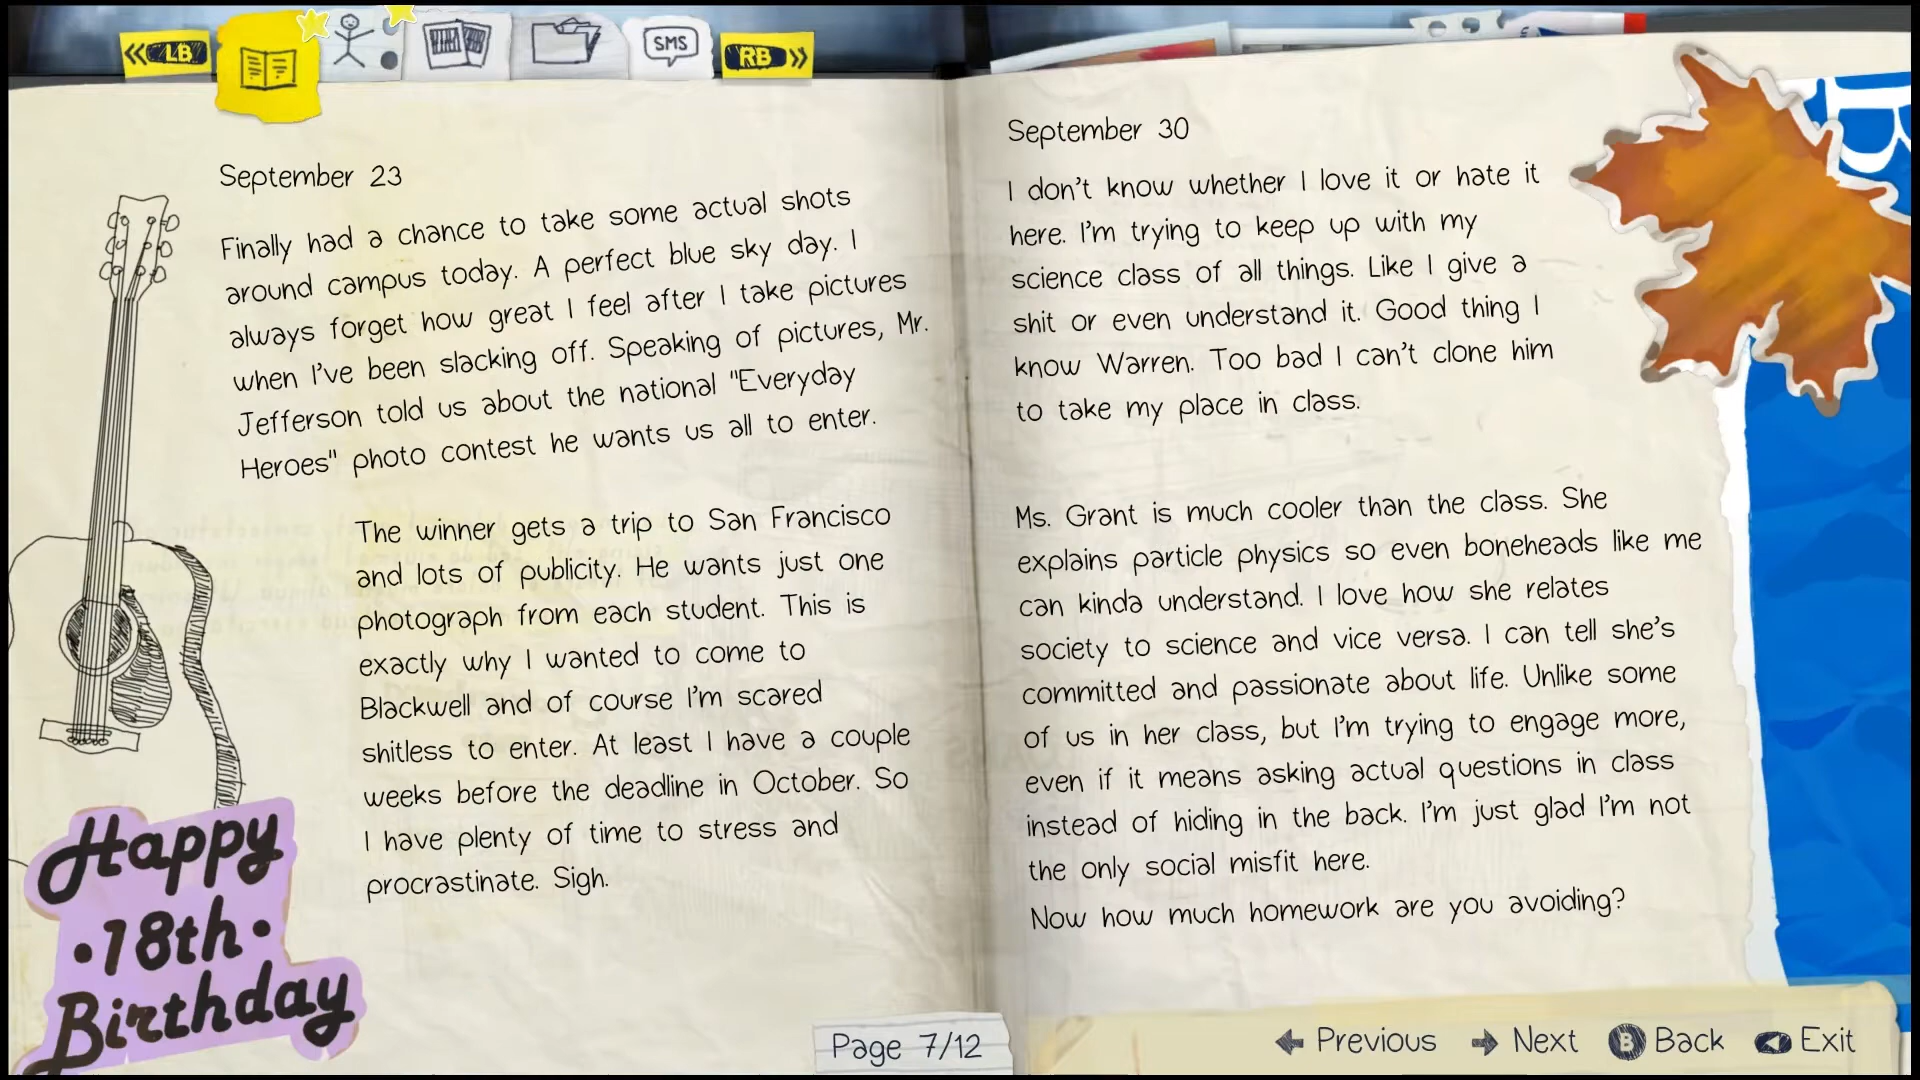 LB
SMS
RB
September 23
Finally had a chance to take some actual shots
around campus today. A perfect blue sky day. I
always forget how great I feel after I take pictures
when I've been slacking off. Speaking of pictures, Mr.
Jefferson told us about the national "Everyday
Heroes" photo contest he wants us all to enter.
The winner gets a trip to San Francisco
and lots of publicity. He wants just one
photograph from each student. This is
exactly why I wanted to come to
Blackwell and of course I'm scared
shitless to enter. At least I have a couple
weeks before the deadline in October. So
I have plenty of time to stress and
procrastinate. Sigh.
Happy
•18th•
Birthday
September 30
I don't know whether I love it or hate it
here. I'm trying to keep up with my
science class of all things. Like I give a
shit or even understand it. Good thing I
know Warren. Too bad I can't clone him
to take my place in class.
Ms. Grant is much cooler than the class. She
explains particle physics so even boneheads like me
can kinda understand. I love how she relates
society to science and vice versa. I can tell she's
committed and passionate about life. Unlike some
of us in her class, but I'm trying to engage more,
even if it means asking actual questions in class
instead of hiding in the back. I'm just glad I'm not
the only social misfit here.
Now how much homework are you avoiding?
B
Page 7/12
Previous Next B Back Exit